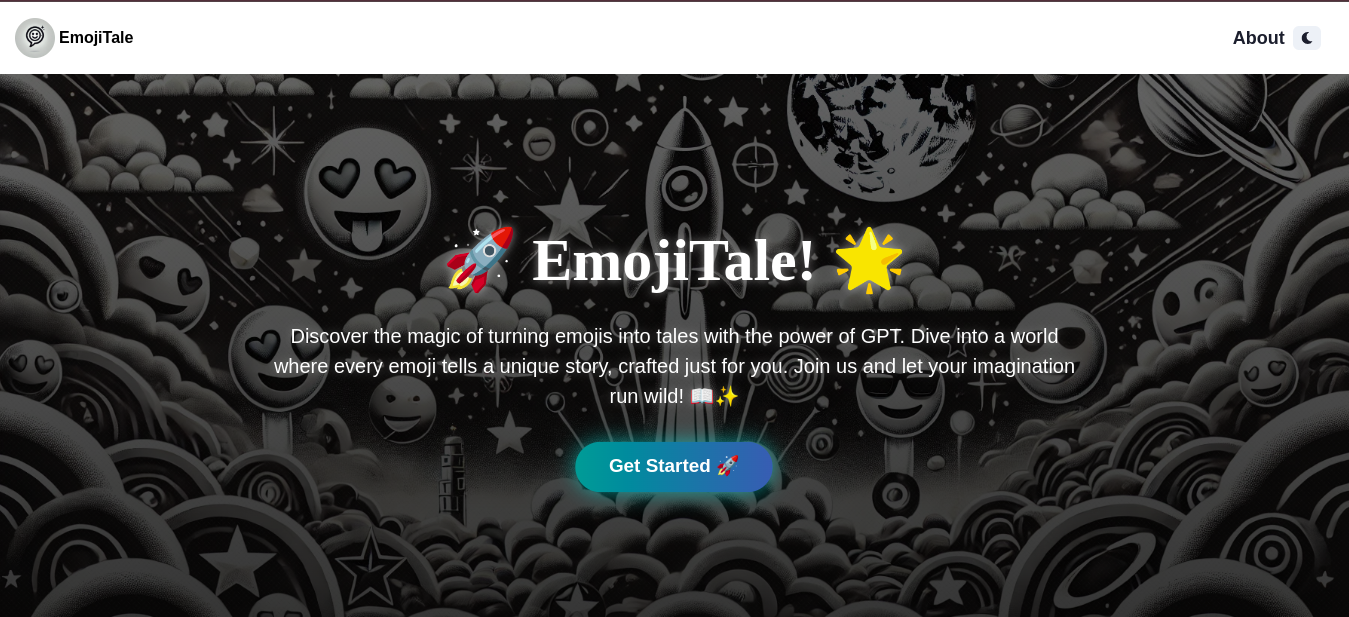 EmojiTale
About
🚀 EmojiTale! 🌟
Discover the magic of turning emojis into tales with the power of GPT. Dive into a world
where every emoji tells a unique story, crafted just for you. Join us and let your imagination
run wild! 📖✨
Get Started 🚀